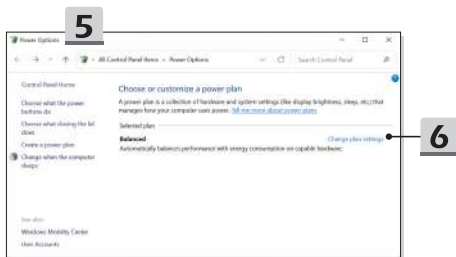 5
Power Options
All Control Panel Items > Power Options
Search Control Panel
Control Panel Home
Choose what the power
buttons do
Choose what closing the lid
does
Create a power plan
Change when the computer
sleeps
Choose or customize a power plan
A power plan is a collection of hardware and system settings (like display brightness, sleep, etc.) that
manages how your computer uses power. Tell me more about power plans
Selected plan
Balanced
Change plan settings
Automatically balances performance with energy consumption on capable hardware.
6
See also
Windows Mobility Center
User Accounts